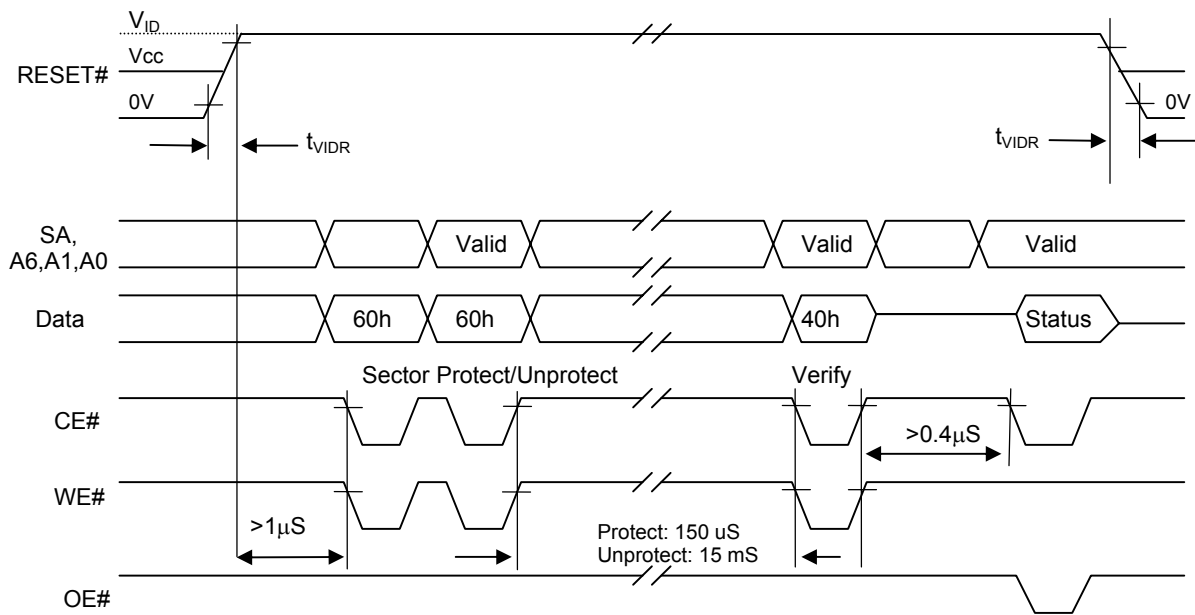 V_ID
Vcc
RESET#
0V
0V
t_VIDR
t_VIDR
SA,
A6,A1,A0
Valid
Valid
Valid
Data
60h
60h
40h
Status
Sector Protect/Unprotect
Verify
CE#
>0.4μS
WE#
>1μS
Protect: 150 uS
Unprotect: 15 mS
OE#